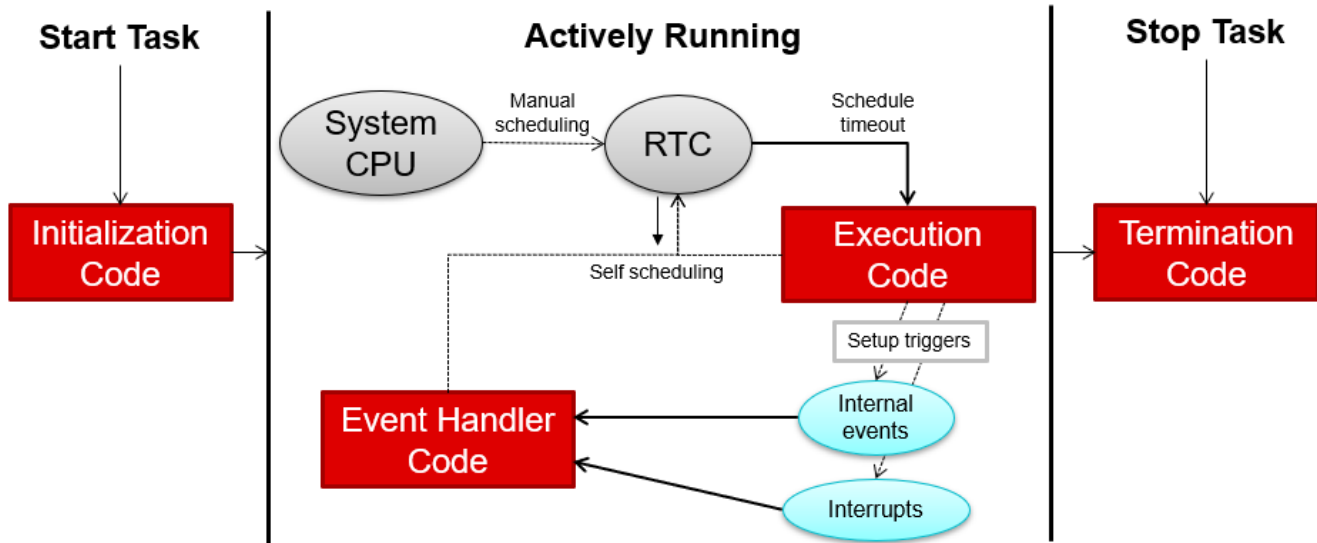 Start Task
Actively Running
Stop Task
System
CPU
Manual
scheduling
RTC
Schedule
timeout
Initialization
Code
Execution
Code
Termination
Code
Self scheduling
Setup triggers
Event Handler
Code
Internal
events
Interrupts